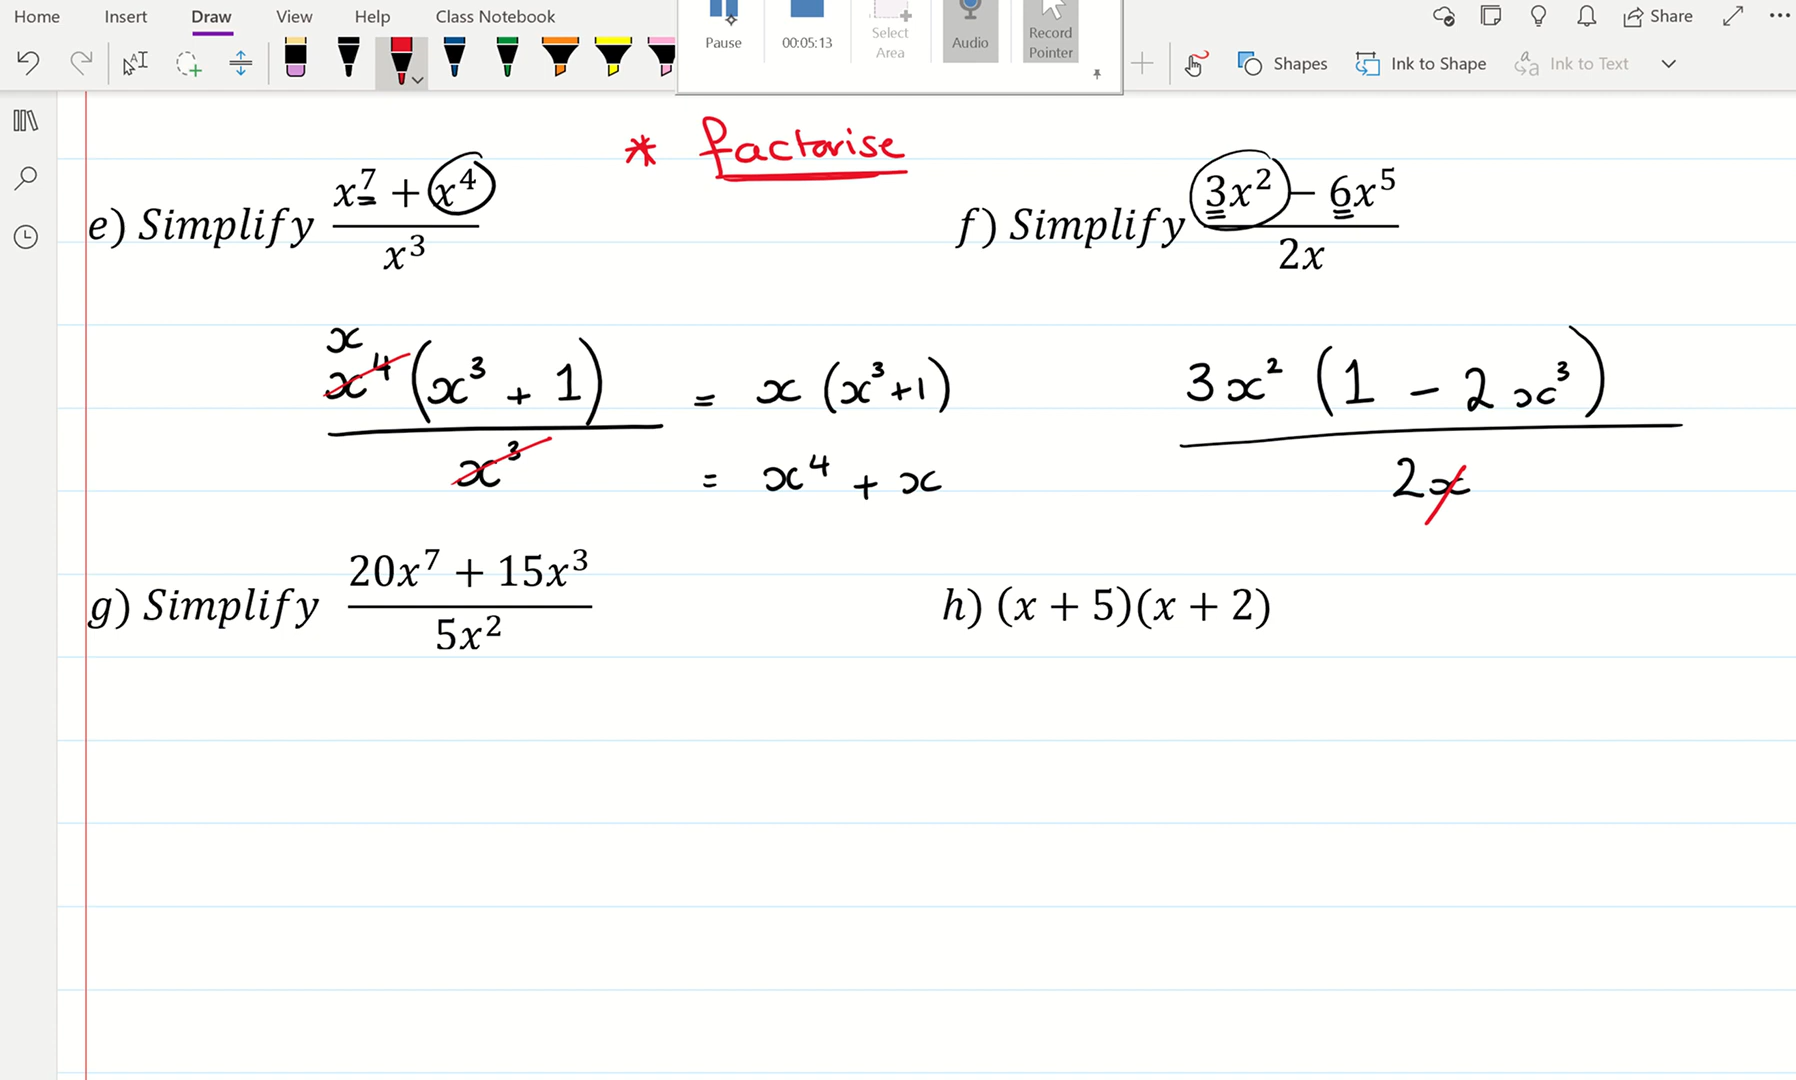 Home Insert Draw View Help Class Notebook
Share
Pause 00:05:13 Select Area Audio Record Pointer
Shapes Ink to Shape Ink to Text
* factorise
e) Simplify (x^7 + x^4)/(x^3)
f) Simplify (3x^2 − 6x^5)/(2x)
x
x^4(x^3 + 1)/x^3 = x(x^3+1)
= x^4 + x
3x^2(1 − 2x^3)/2x
g) Simplify (20x^7 + 15x^3)/(5x^2)
h) (x + 5)(x + 2)